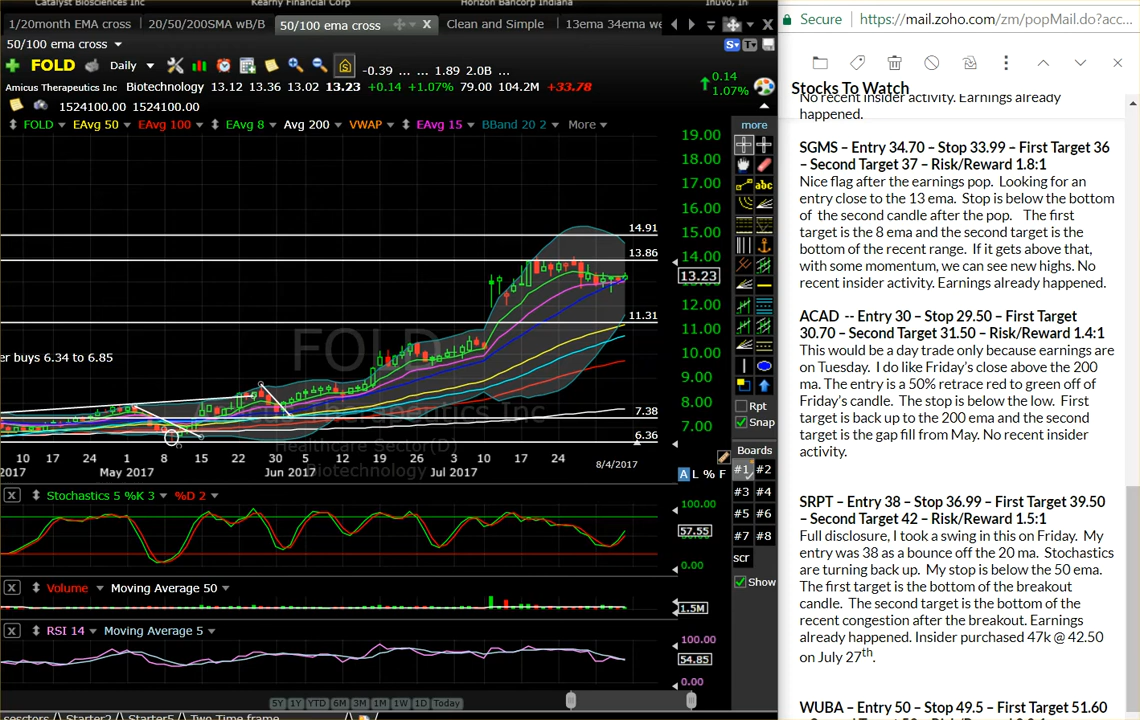 Catalyst Biosciences Inc
Kearny Financial Corp
Horizon Bancorp Indiana
Inuvo, In
1/20month EMA cross
20/50/200SMA wB/B
50/100 ema cross
Clean and Simple
13ema 34ema we
50/100 ema cross
FOLD
Daily
-0.39 ... ... 1.89 2.0B ...
0.14
1.07%
Amicus Therapeutics Inc Biotechnology 13.12 13.36 13.02 13.23 +0.14 +1.07% 79.00 104.2M +33.78
1524100.00 1524100.00
FOLD EAvg 50 EAvg 100 EAvg 8 Avg 200 VWAP EAvg 15 BBand 20 2 More
more
19.00
18.00
17.00
16.00
14.91
15.00
13.86
14.00
13.23
12.00
11.31
11.00
FOLD
10.00
er buys 6.34 to 6.85
9.00
8.00
7.38
7.00
6.36
Healthcare Sector(D)
Biotechnology
10 17 24 1 8 15 22 30 5 12 19 26 3 10 17 24
2017 May 2017 Jun 2017 Jul 2017
8/4/2017
A L % F
abc
Rpt
Snap
Boards
#1 #2
#3 #4
#5 #6
#7 #8
scr
Show
X Stochastics 5 %K 3 %D 2
100.00
57.55
0.00
X Volume Moving Average 50
1.5M
X RSI 14 Moving Average 5
100.00
54.85
0.00
5Y 1Y YTD 6M 3M 1M 1W 1D Today
sesctors Starter2 Starter5 Two Time frame
Secure https://mail.zoho.com/zm/popMail.do?acc...
Stocks To Watch
No recent insider activity. Earnings already
happened.
SGMS – Entry 34.70 – Stop 33.99 – First Target 36
– Second Target 37 – Risk/Reward 1.8:1
Nice flag after the earnings pop. Looking for an
entry close to the 13 ema. Stop is below the bottom
of the second candle after the pop. The first
target is the 8 ema and the second target is the
bottom of the recent range. If it gets above that,
with some momentum, we can see new highs. No
recent insider activity. Earnings already happened.
ACAD -- Entry 30 – Stop 29.50 – First Target
30.70 – Second Target 31.50 – Risk/Reward 1.4:1
This would be a day trade only because earnings are
on Tuesday. I do like Friday's close above the 200
ma. The entry is a 50% retrace red to green off of
Friday's candle. The stop is below the low. First
target is back up to the 200 ema and the second
target is the gap fill from May. No recent insider
activity.
SRPT – Entry 38 – Stop 36.99 – First Target 39.50
– Second Target 42 – Risk/Reward 1.5:1
Full disclosure, I took a swing in this on Friday. My
entry was 38 as a bounce off the 20 ma. Stochastics
are turning back up. My stop is below the 50 ema.
The first target is the bottom of the breakout
candle. The second target is the bottom of the
recent congestion after the breakout. Earnings
already happened. Insider purchased 47k @ 42.50
on July 27th.
WUBA – Entry 50 – Stop 49.5 – First Target 51.60